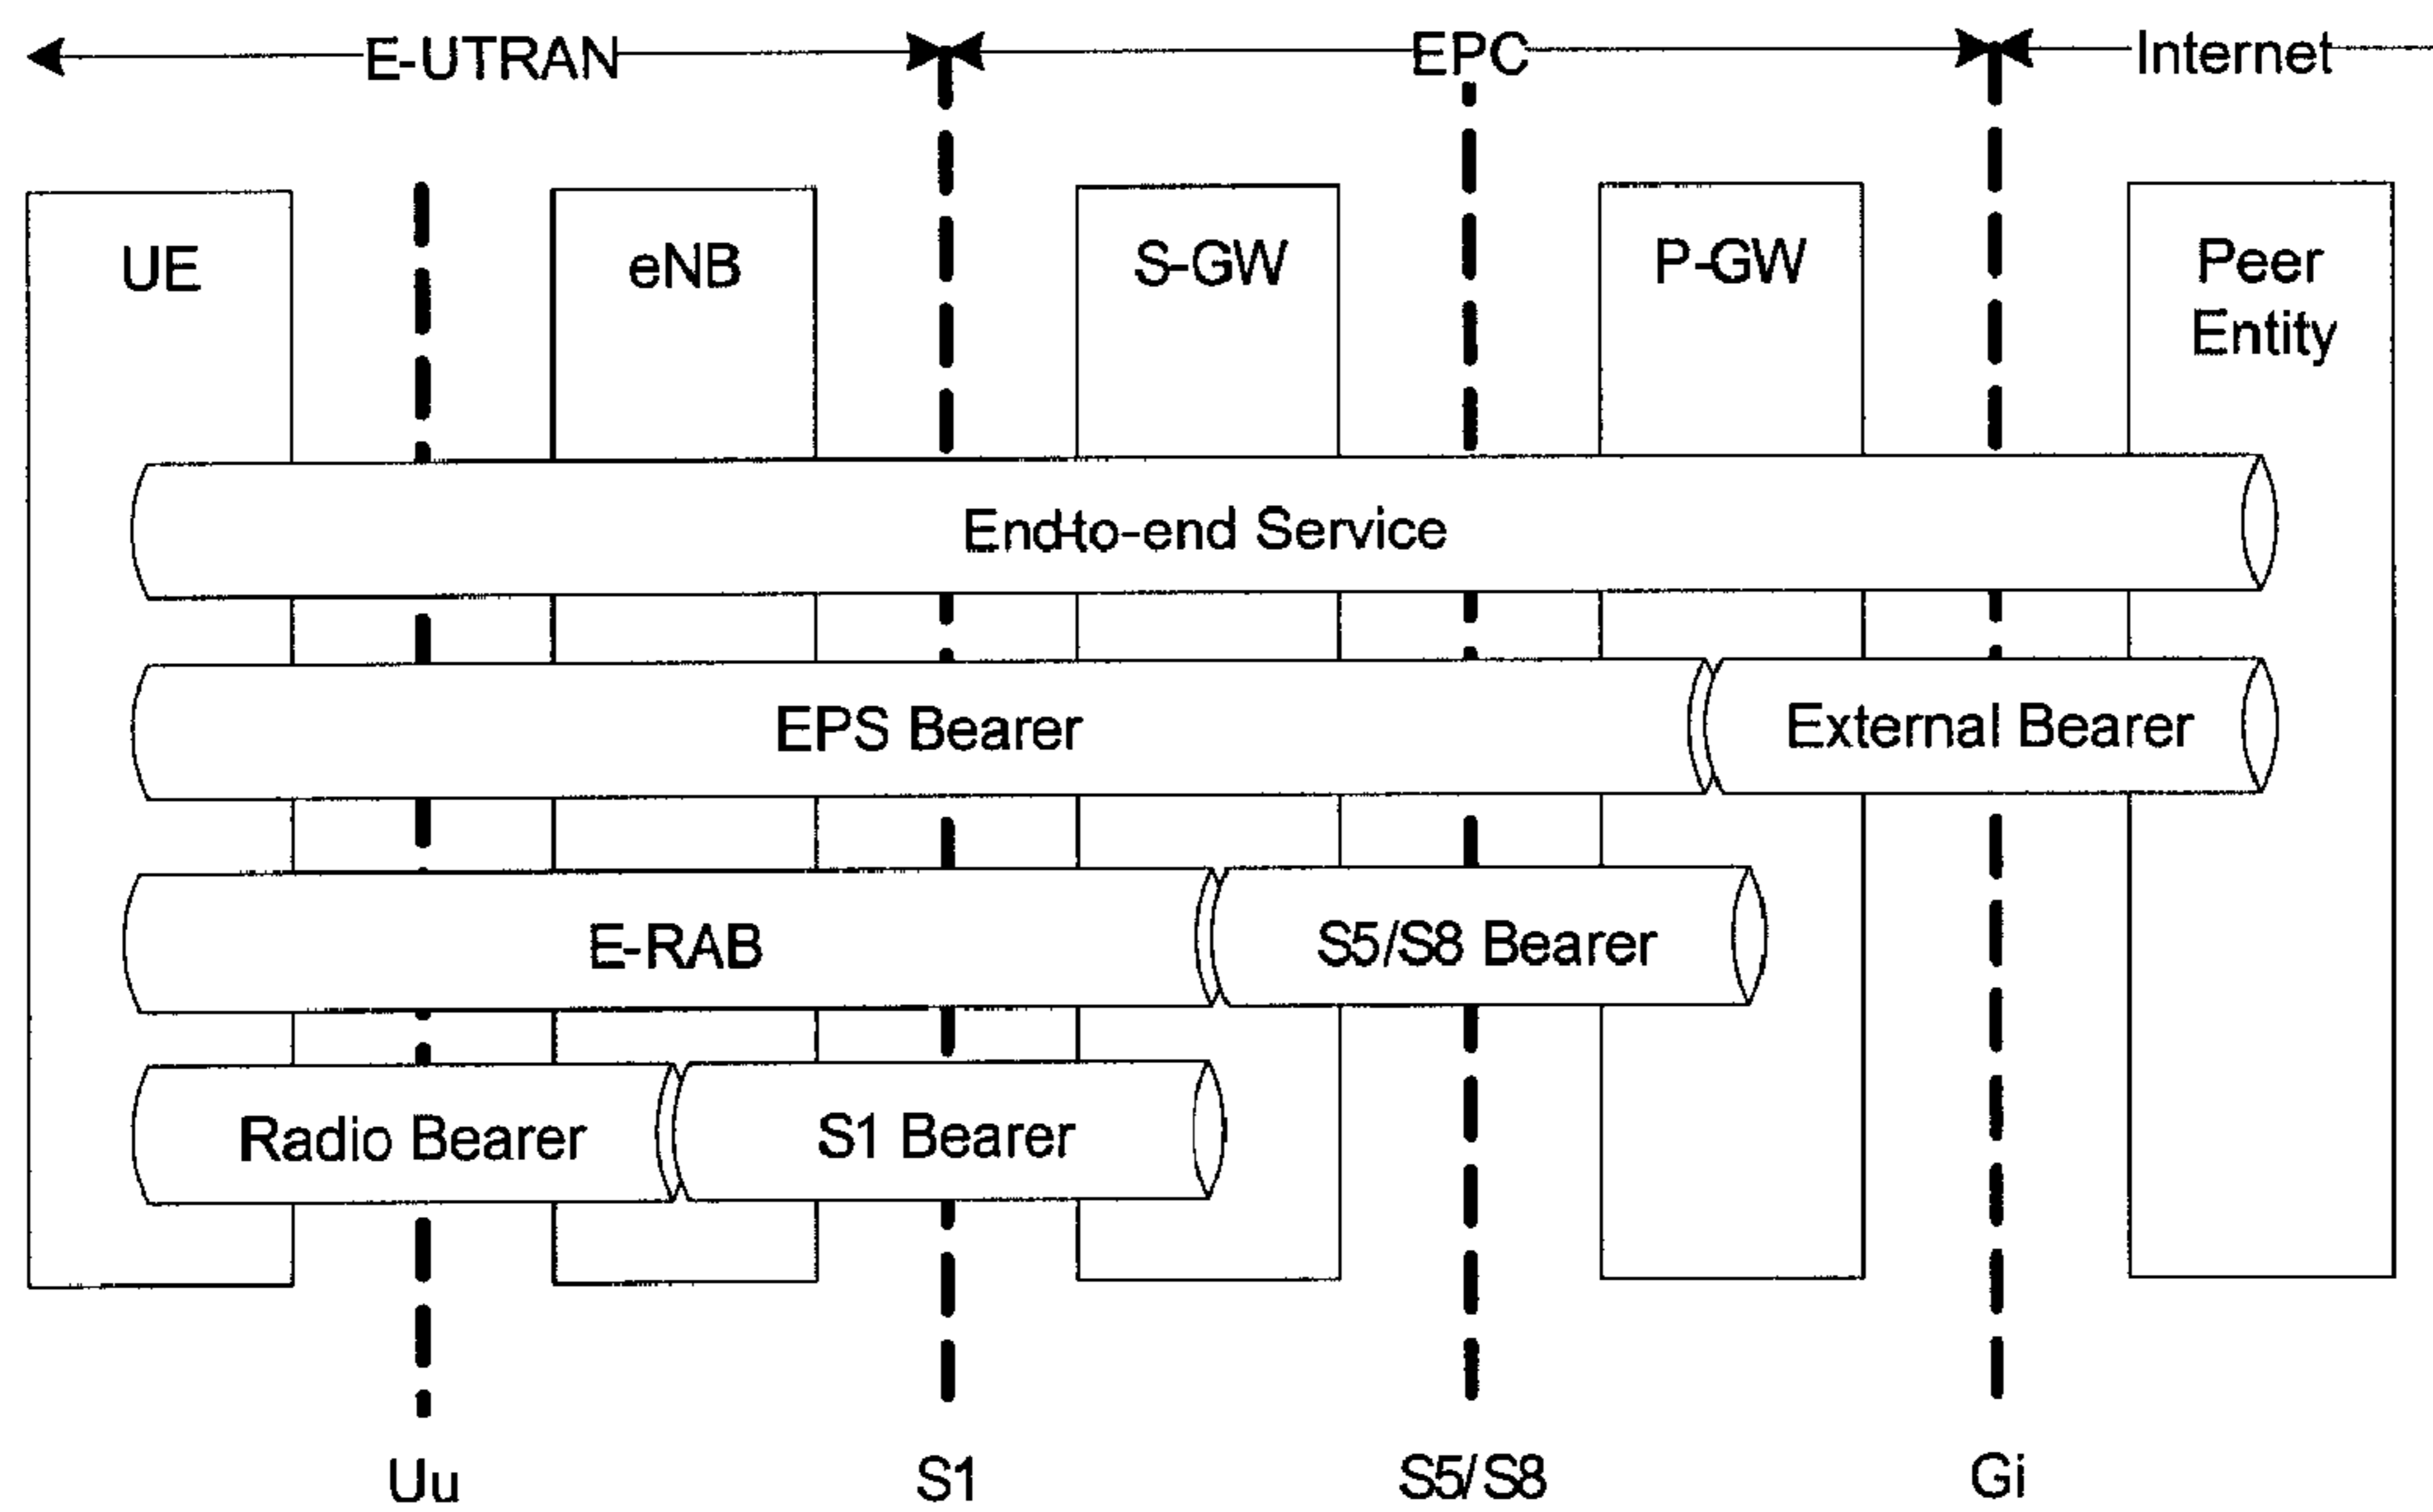 E-UTRAN
EPC
Internet
UE
eNB
S-GW
P-GW
Peer
Entity
End-to-end Service
EPS Bearer
External Bearer
E-RAB
S5/S8 Bearer
Radio Bearer
S1 Bearer
Uu
S1
S5/S8
Gi